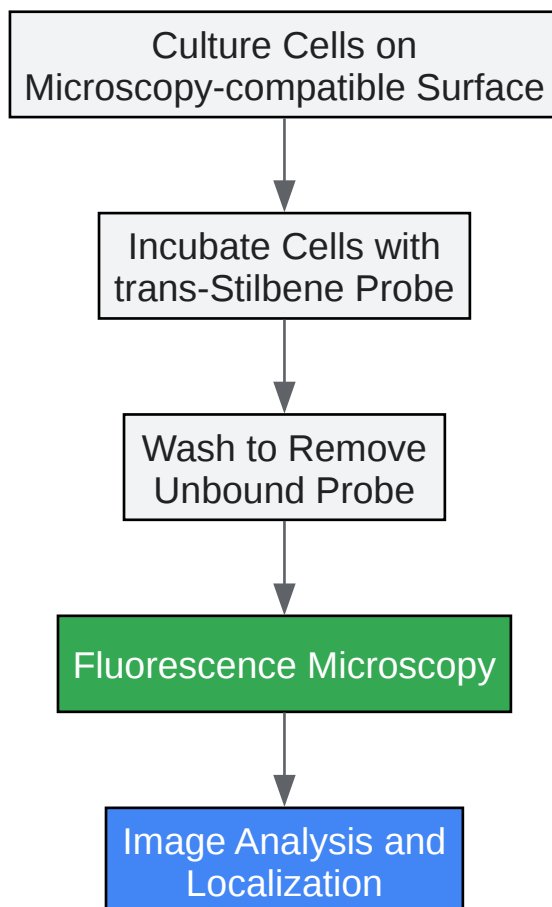 Culture Cells on
Microscopy-compatible Surface
Incubate Cells with
trans-Stilbene Probe
Wash to Remove
Unbound Probe
Fluorescence Microscopy
Image Analysis and
Localization